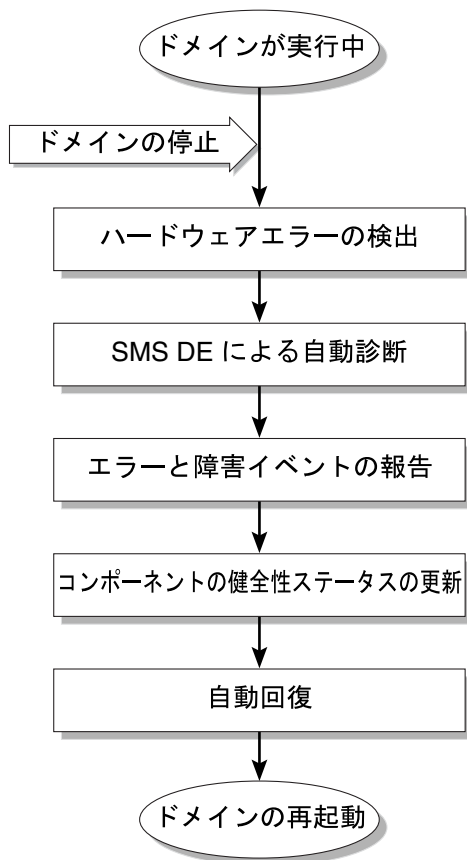 ドメインが実行中
ドメインの停止
ハードウェアエラーの検出
SMS DE による自動診断
エラーと障害イベントの報告
コンポーネントの健全性ステータスの更新
自動回復
ドメインの再起動